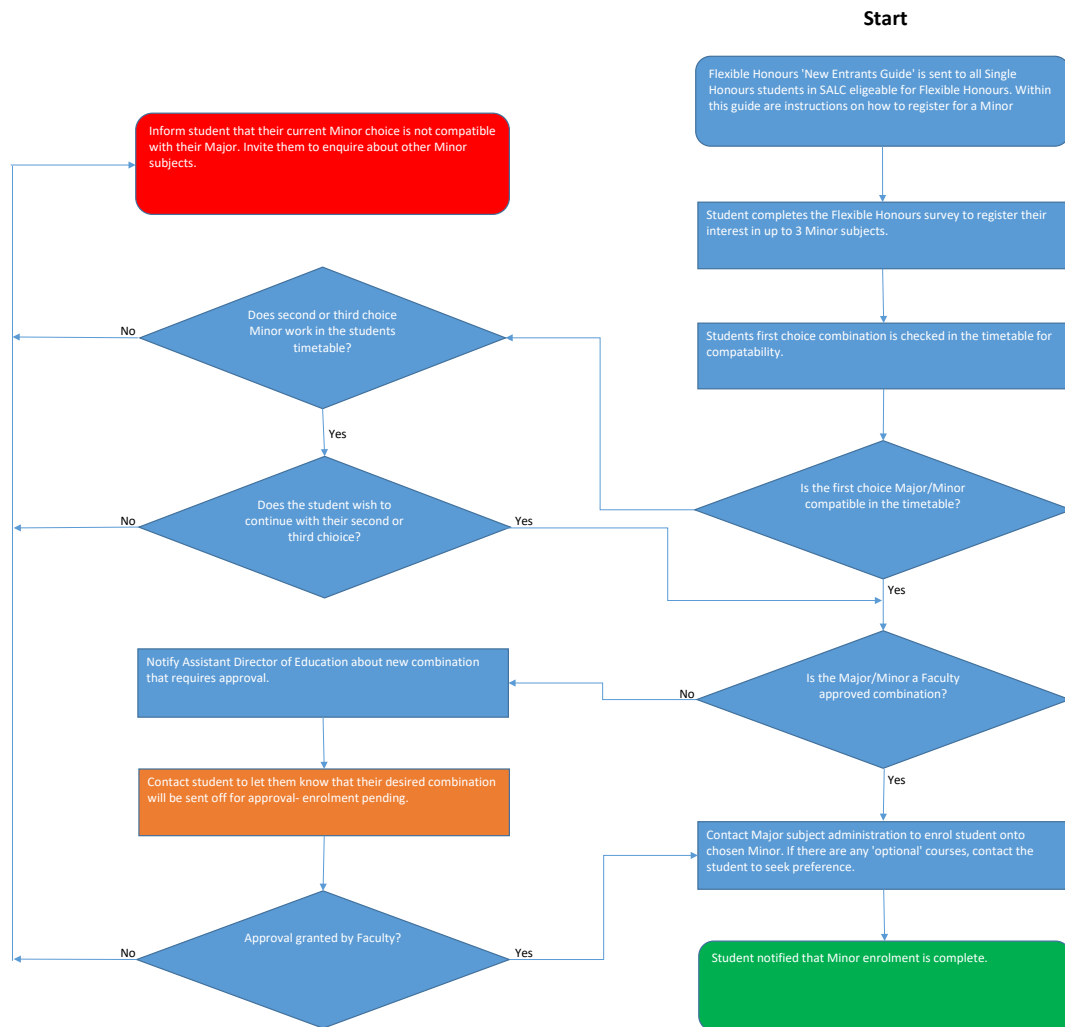 Start
Flexible Honours 'New Entrants Guide' is sent to all Single
Honours students in SALC eligeable for Flexible Honours. Within
this guide are instructions on how to register for a Minor
Inform student that their current Minor choice is not compatible
with their Major. Invite them to enquire about other Minor
subjects.
Student completes the Flexible Honours survey to register their
interest in up to 3 Minor subjects.
Does second or third choice
Minor work in the students
timetable?
No
Students first choice combination is checked in the timetable for
compatability.
Yes
Is the first choice Major/Minor
compatible in the timetable?
Does the student wish to
continue with their second or
third chioice?
No
Yes
Yes
Notify Assistant Director of Education about new combination
that requires approval.
Is the Major/Minor a Faculty
approved combination?
No
Contact student to let them know that their desired combination
will be sent off for approval- enrolment pending.
Yes
Contact Major subject administration to enrol student onto
chosen Minor. If there are any 'optional' courses, contact the
student to seek preference.
Approval granted by Faculty?
No
Yes
Student notified that Minor enrolment is complete.